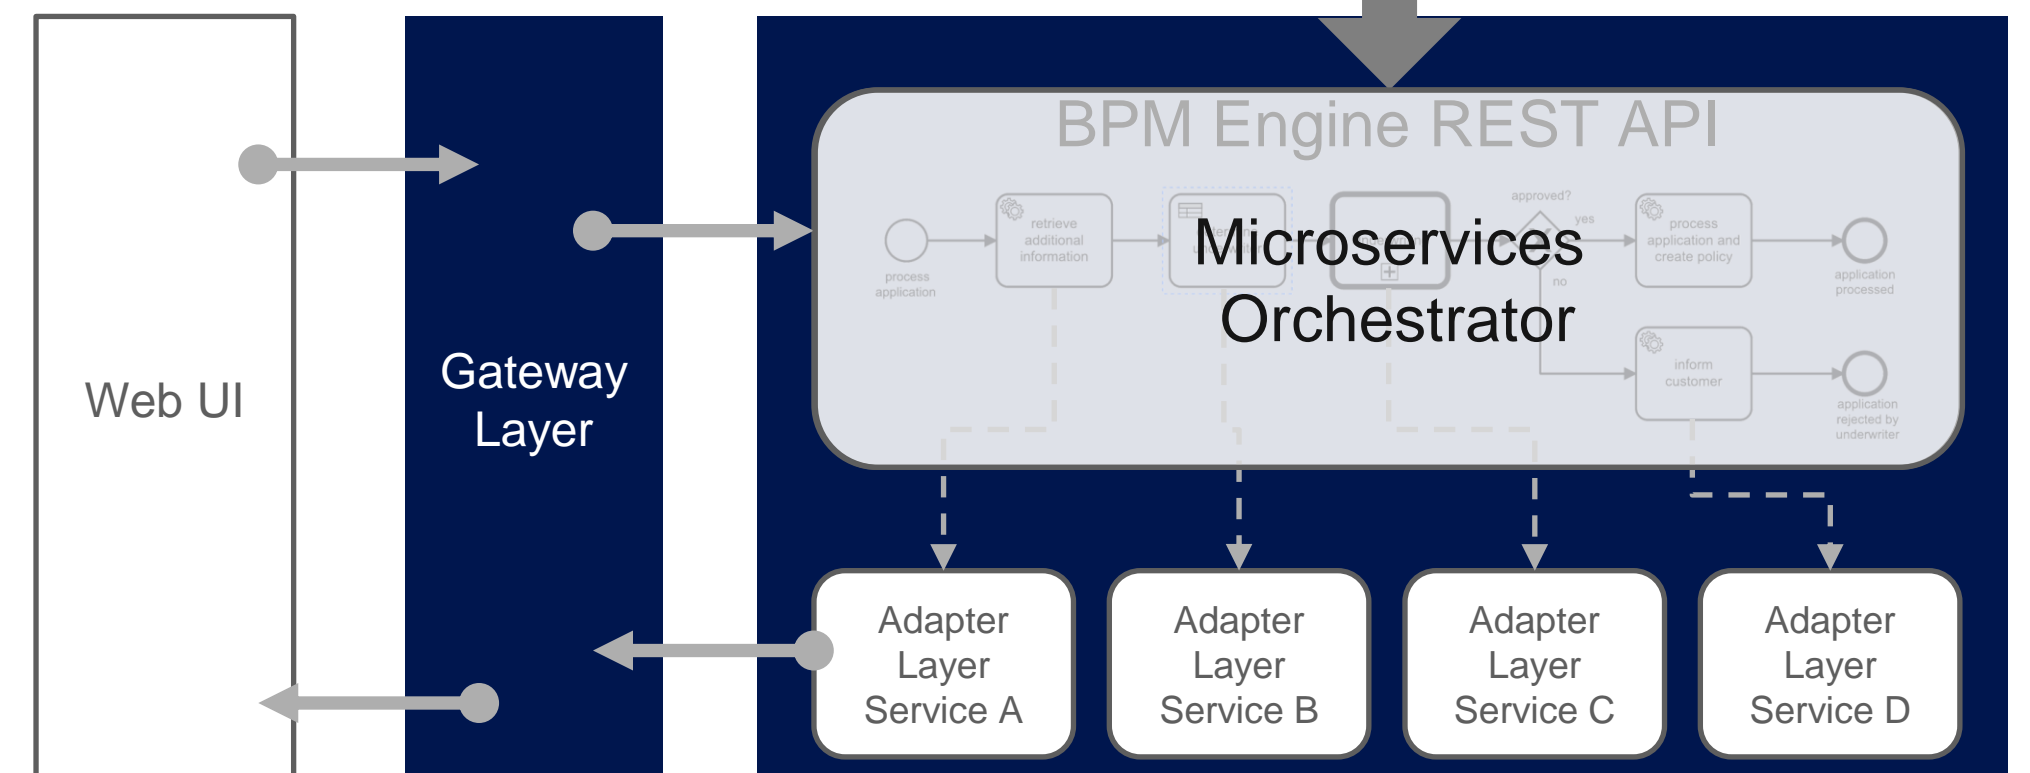 BPM Engine REST API
approved?
yes
retrieve
additional
information
process
application and
create policy
Microservices
Orchestrator
process
application
no
application
processed
inform
customer
application
rejected by
underwriter
Web UI
Gateway
Layer
Adapter
Layer
Service A
Adapter
Layer
Service B
Adapter
Layer
Service C
Adapter
Layer
Service D